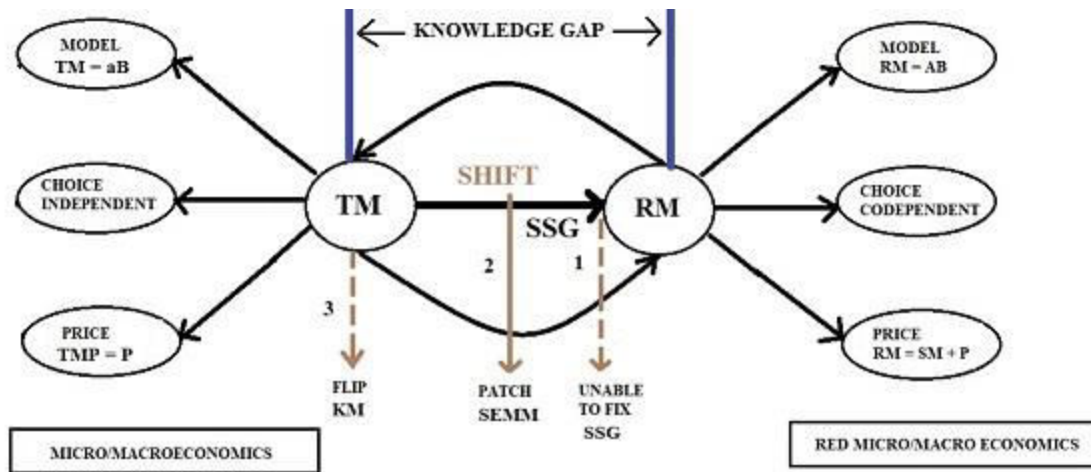 KNOWLEDGE GAP
MODEL
TM = aB
MODEL
RM = AB
CHOICE
INDEPENDENT
TM
SHIFT
SSG
RM
CHOICE
CODEPENDENT
3
2
1
PRICE
TMP = P
PRICE
RM = SM + P
FLIP
KM
PATCH
SEMM
UNABLE
TO FIX
SSG
MICRO/MACROECONOMICS
RED MICRO/MACRO ECONOMICS